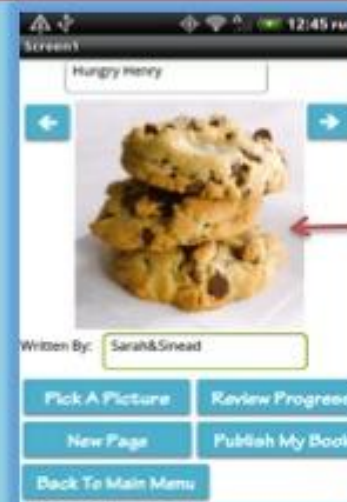 12:45 PM
Screen1
Hungry Henry
Written By: Sarah&Sinead
Pick A Picture Review Progress
New Page Publish My Book
Back To Main Menu